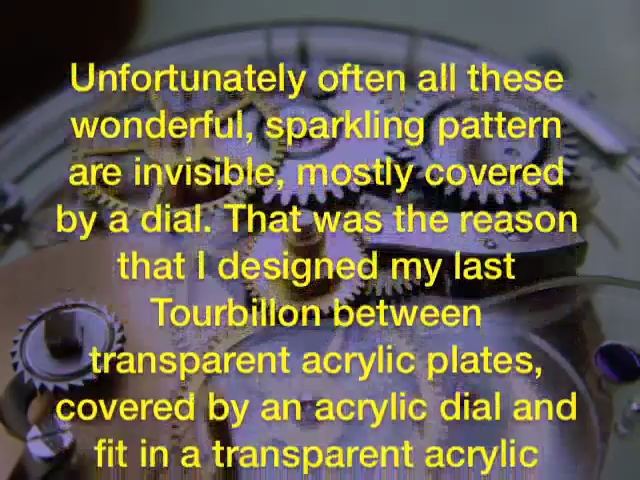 Unfortunately often all these
wonderful, sparkling pattern
are invisible, mostly covered
by a dial. That was the reason
that I designed my last
Tourbillon between
transparent acrylic plates,
covered by an acrylic dial and
fit in a transparent acrylic